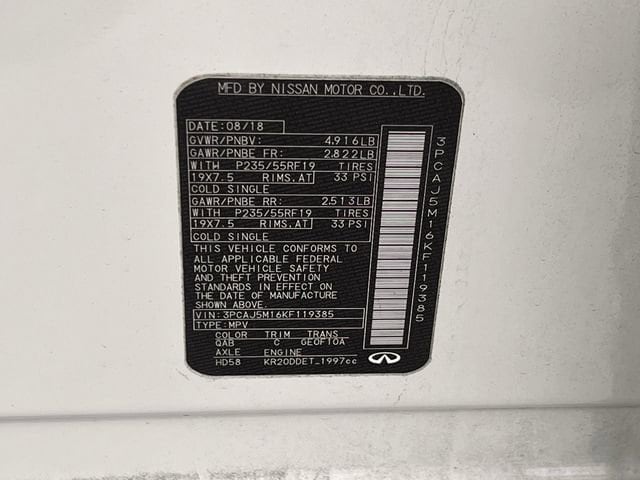 MFD BY NISSAN MOTOR CO.,LTD.
DATE:08/18
GVWR/PNBV: 4,916LB
GAWR/PNBE FR: 2,822LB
WITH P235/55RF19 TIRES
19X7.5 RIMS.AT 33 PSI
COLD SINGLE
GAWR/PNBE RR: 2,513LB
WITH P235/55RF19 TIRES
19X7.5 RIMS.AT 33 PSI
COLD SINGLE
THIS VEHICLE CONFORMS TO
ALL APPLICABLE FEDERAL
MOTOR VEHICLE SAFETY
AND THEFT PREVENTION
STANDARDS IN EFFECT ON
THE DATE OF MANUFACTURE
SHOWN ABOVE.
VIN:3PCAJ5M16KF119385
TYPE:MPV
COLOR TRIM TRANS
QAB C GE0F10A
AXLE ENGINE
HD58 KR20DDET_1997cc
3PCAJ5M16KF119385